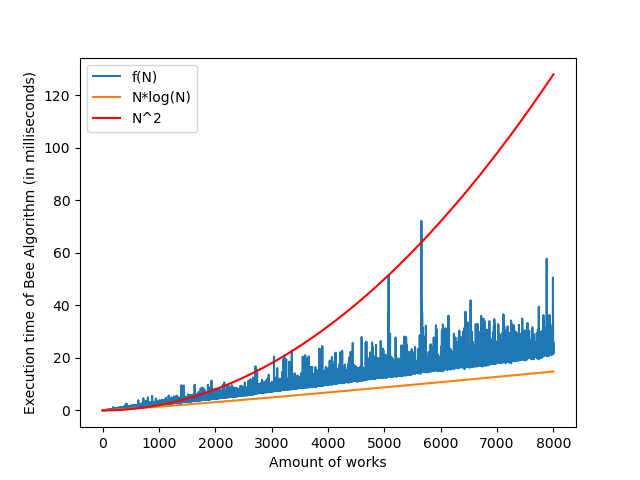 f(N)
N*log(N)
N^2
Execution time of Bee Algorithm (in milliseconds)
120
100
80
60
40
20
0
0 1000 2000 3000 4000 5000 6000 7000 8000
Amount of works